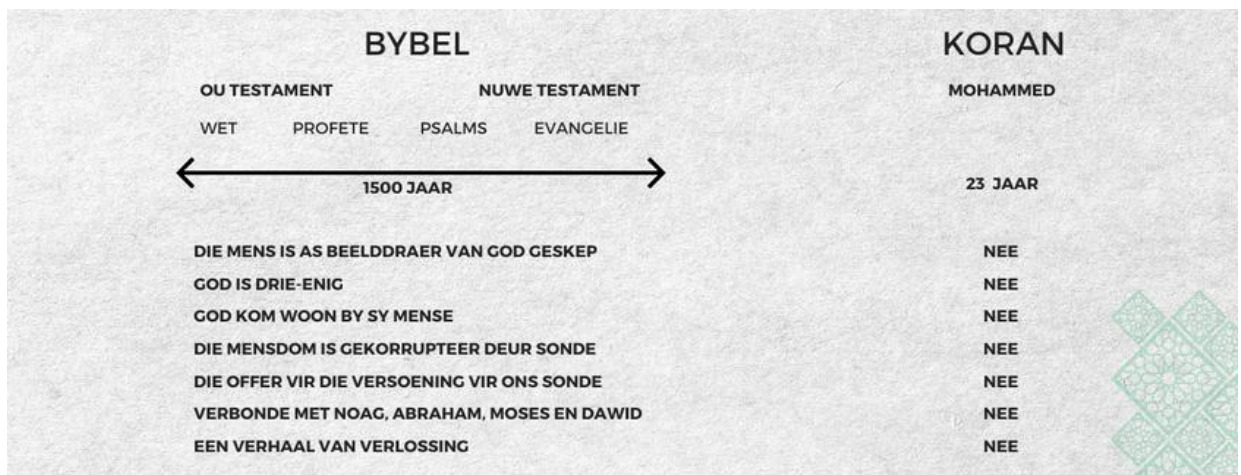 BYBEL KORAN
OU TESTAMENT NUWE TESTAMENT MOHAMMED
WET PROFETE PSALMS EVANGELIE
1500 JAAR 23 JAAR
DIE MENS IS AS BEELDDRAER VAN GOD GESKEP NEE
GOD IS DRIE-ENIG NEE
GOD KOM WOON BY SY MENSE NEE
DIE MENSDOM IS GEKORRUPTEER DEUR SONDE NEE
DIE OFFER VIR DIE VERSOENING VIR ONS SONDE NEE
VERBONDE MET NOAG, ABRAHAM, MOSES EN DAWID NEE
EEN VERHAAL VAN VERLOSSING NEE